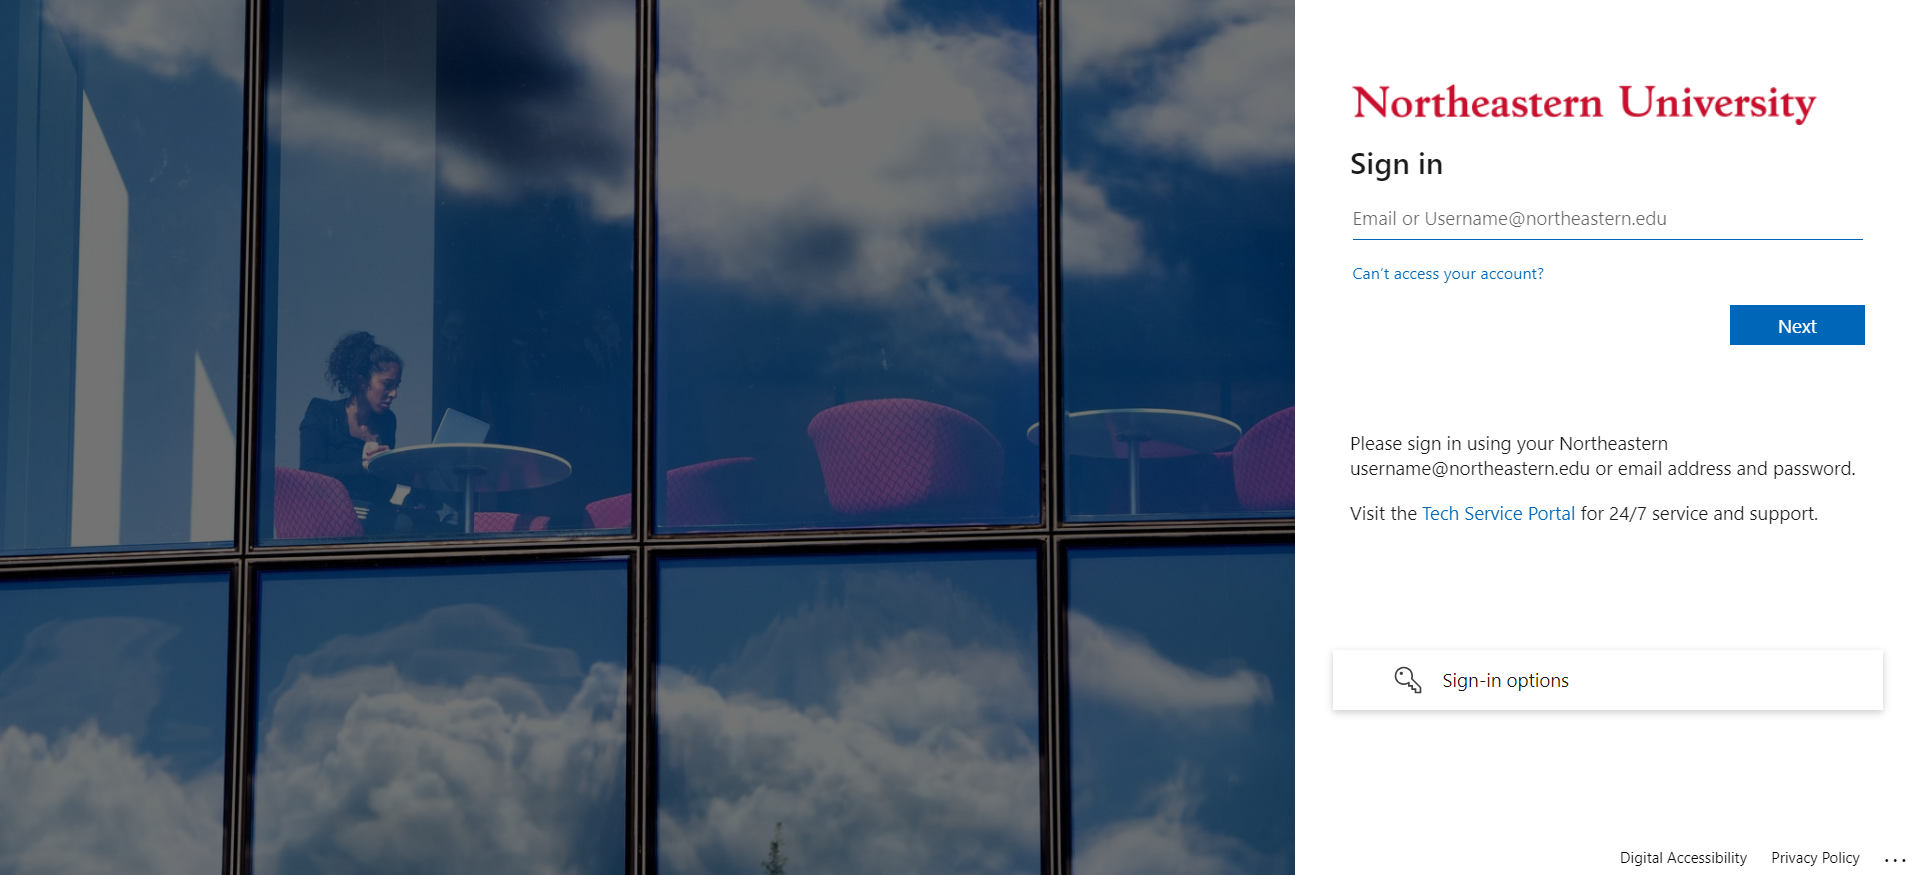 Northeastern University
Sign in
Email or Username@northeastern.edu
Can't access your account?
Next
Please sign in using your Northeastern
username@northeastern.edu or email address and password.
Visit the Tech Service Portal for 24/7 service and support.
Sign-in options
Digital Accessibility Privacy Policy ...